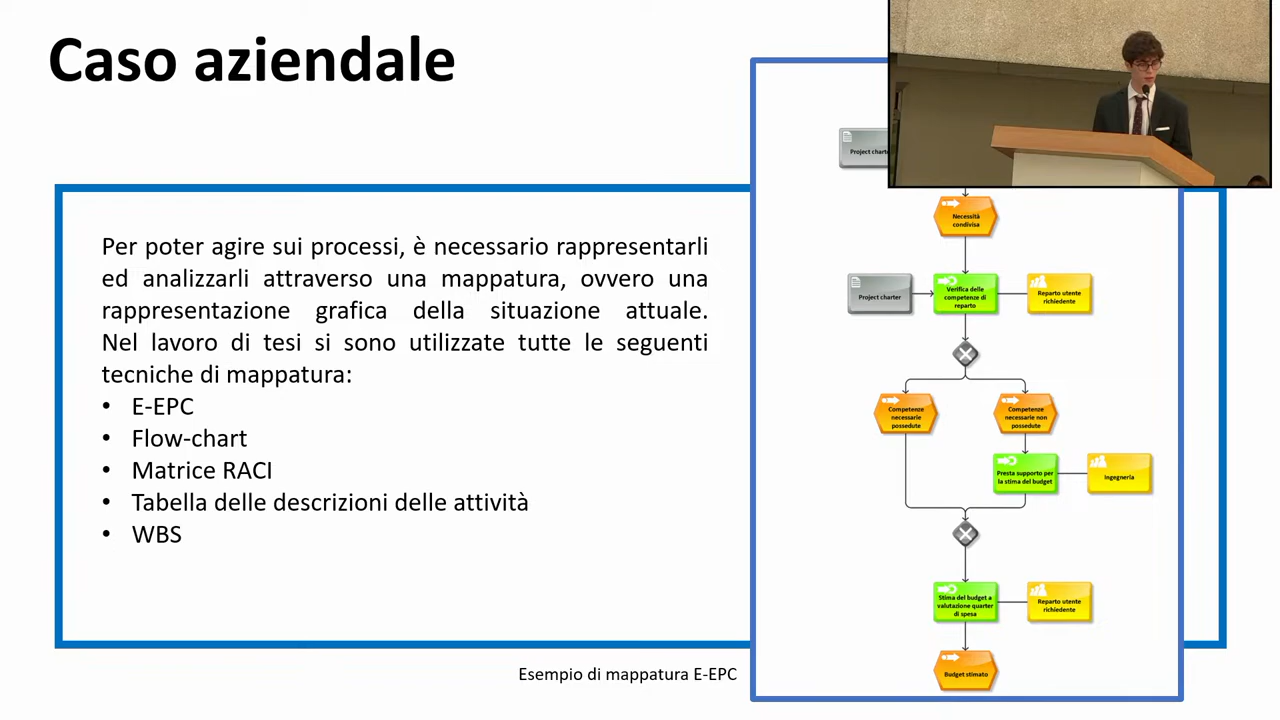 Caso aziendale
Per poter agire sui processi, è necessario rappresentarli
ed analizzarli attraverso una mappatura, ovvero una
rappresentazione grafica della situazione attuale.
Nel lavoro di tesi si sono utilizzate tutte le seguenti
tecniche di mappatura:
• E-EPC
• Flow-chart
• Matrice RACI
• Tabella delle descrizioni delle attività
• WBS
Esempio di mappatura E-EPC
Project
Necessità
condivisa
Project charter
Verifica delle
competenze di
reparto
Reparto utente
richiedente
Competenze
necessarie
possedute
Competenze
necessarie non
possedute
Presta supporto per
la stima del budget
Ingegneria
Stima del budget a
valutazione quarter
di spesa
Reparto utente
richiedente
Budget stimato